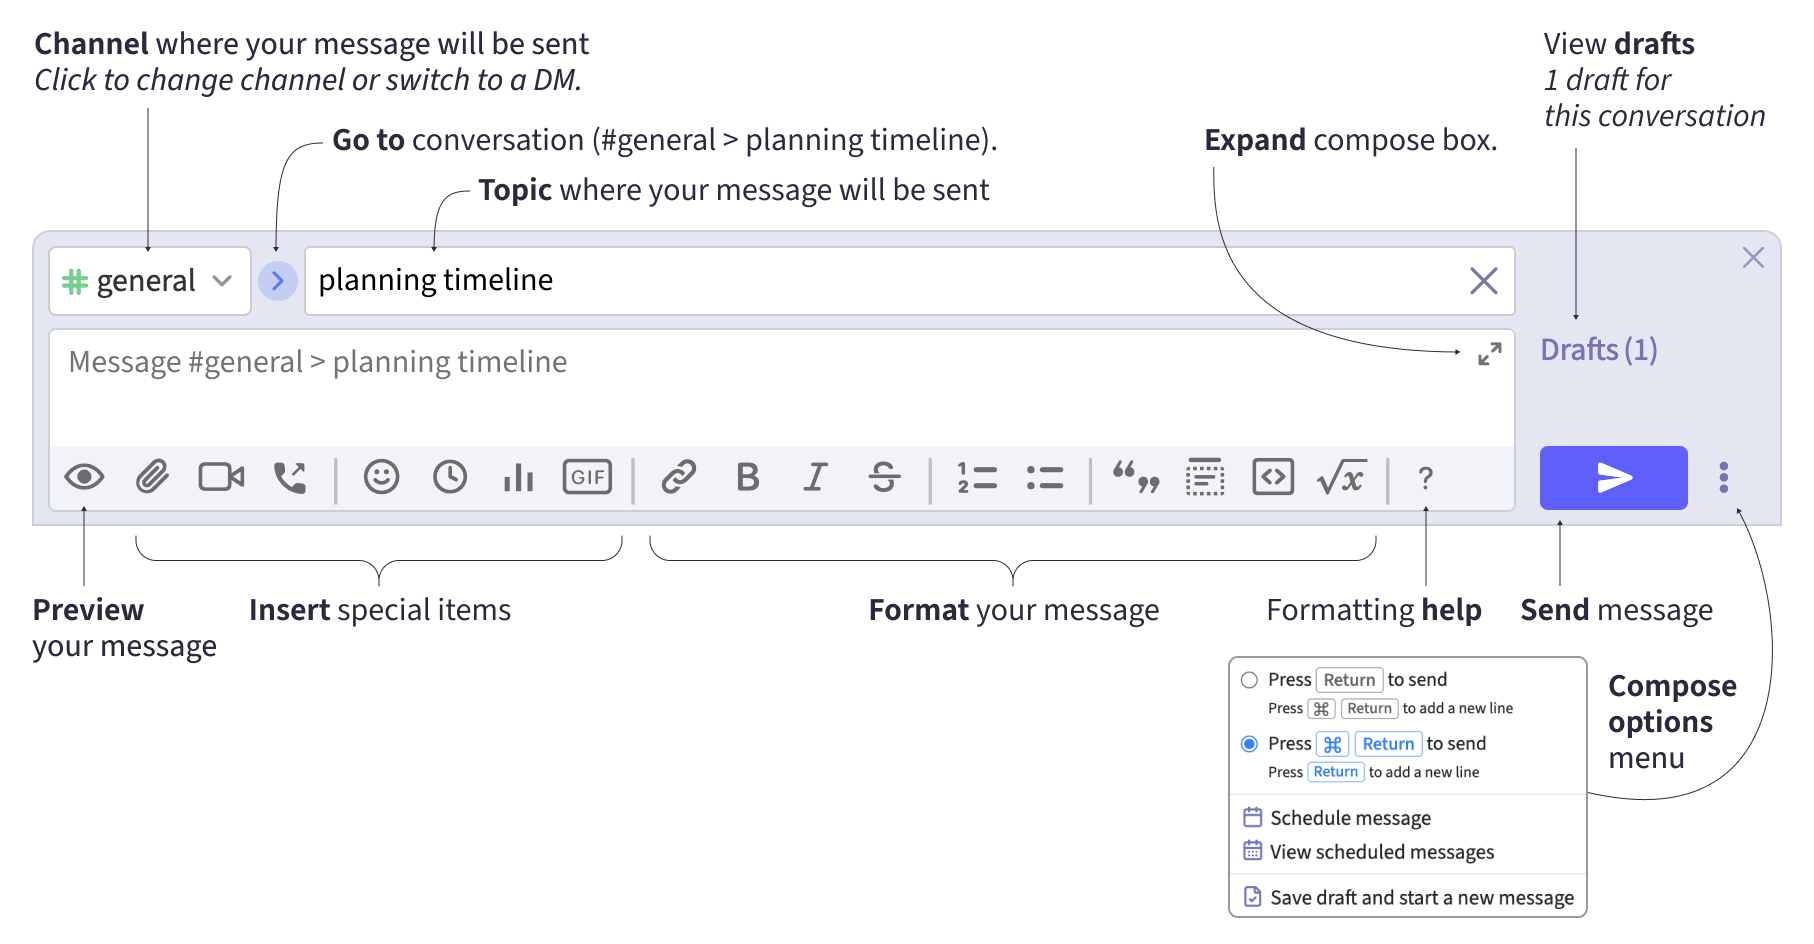 Channel where your message will be sent
Click to change channel or switch to a DM.
View drafts
1 draft for
this conversation
Go to conversation (#general > planning timeline).
Expand compose box.
Topic where your message will be sent
# general
planning timeline
Message #general > planning timeline
Drafts (1)
GIF
B
I
S
1
2
√x
?
Preview
your message
Insert special items
Format your message
Formatting help
Send message
Press Return to send
Press ⌘ Return to add a new line
Press ⌘ Return to send
Press Return to add a new line
Schedule message
View scheduled messages
Save draft and start a new message
Compose
options
menu